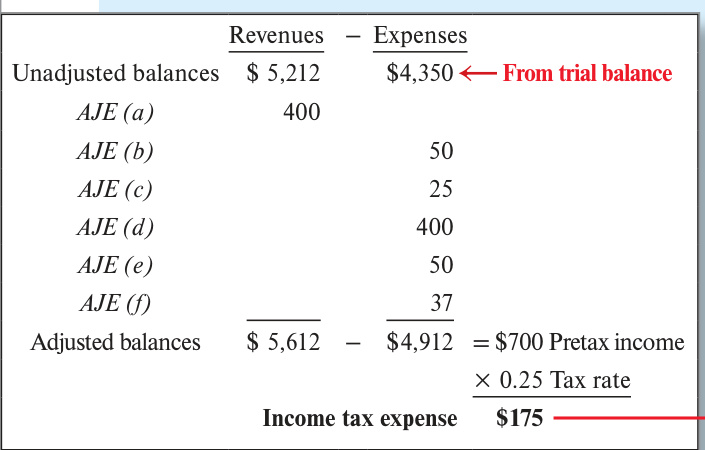 Revenues − Expenses
Unadjusted balances $ 5,212 $4,350 ← From trial balance
AJE (a) 400
AJE (b) 50
AJE (c) 25
AJE (d) 400
AJE (e) 50
AJE (f) 37
Adjusted balances $ 5,612 − $4,912 = $700 Pretax income
× 0.25 Tax rate
Income tax expense $175